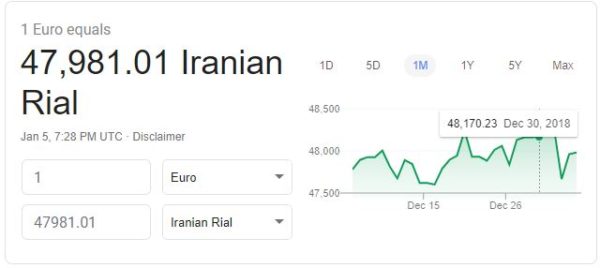 1 Euro equals
47,981.01 Iranian
Rial
Jan 5, 7:28 PM UTC · Disclaimer
1 Euro
47981.01 Iranian Rial
1D 5D 1M 1Y 5Y Max
48,170.23 Dec 30, 2018
48,500
48,000
47,500
Dec 15 Dec 26